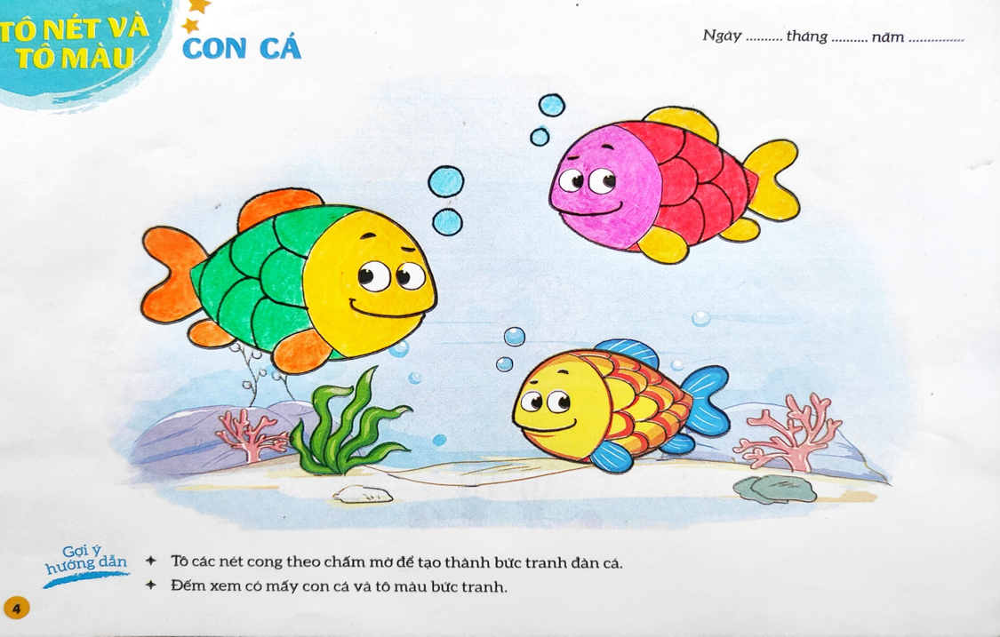 TÔ NÉT VÀ
TÔ MÀU
CON CÁ
Ngày .......... tháng .......... năm ...............
Gợi ý
hướng dẫn
Tô các nét cong theo chấm mờ để tạo thành bức tranh đàn cá.
Đếm xem có mấy con cá và tô màu bức tranh.
4